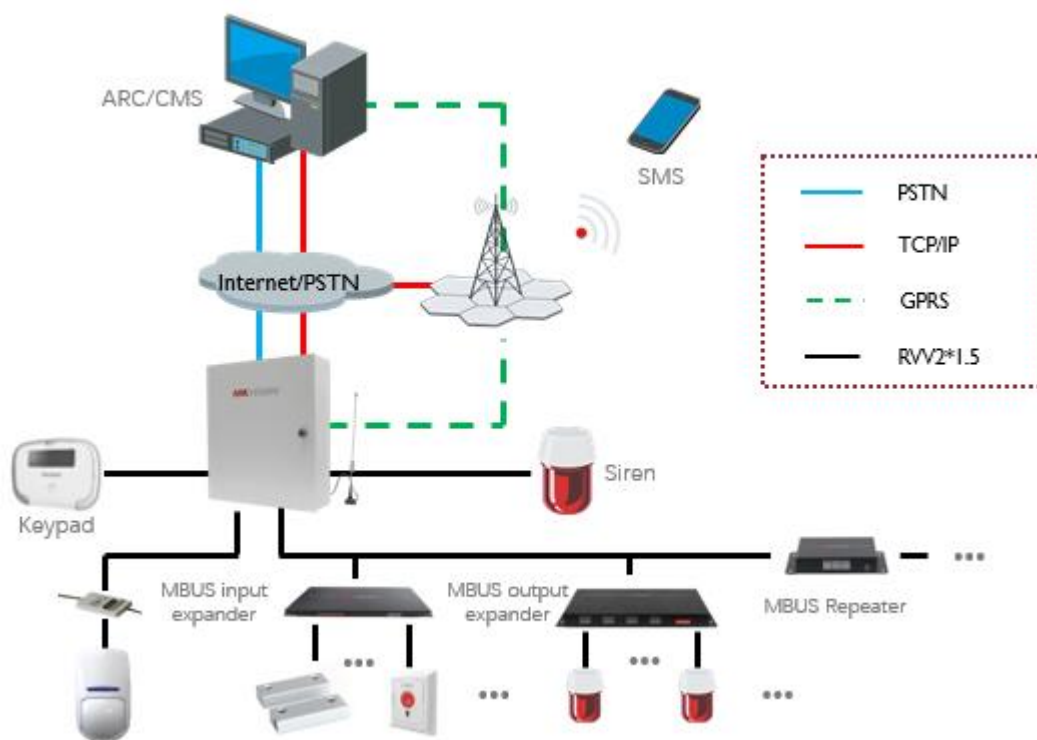 ARC/CMS
SMS
PSTN
TCP/IP
GPRS
RVV2*1.5
Internet/PSTN
Keypad
Siren
MBUS input
expander
MBUS output
expander
MBUS Repeater